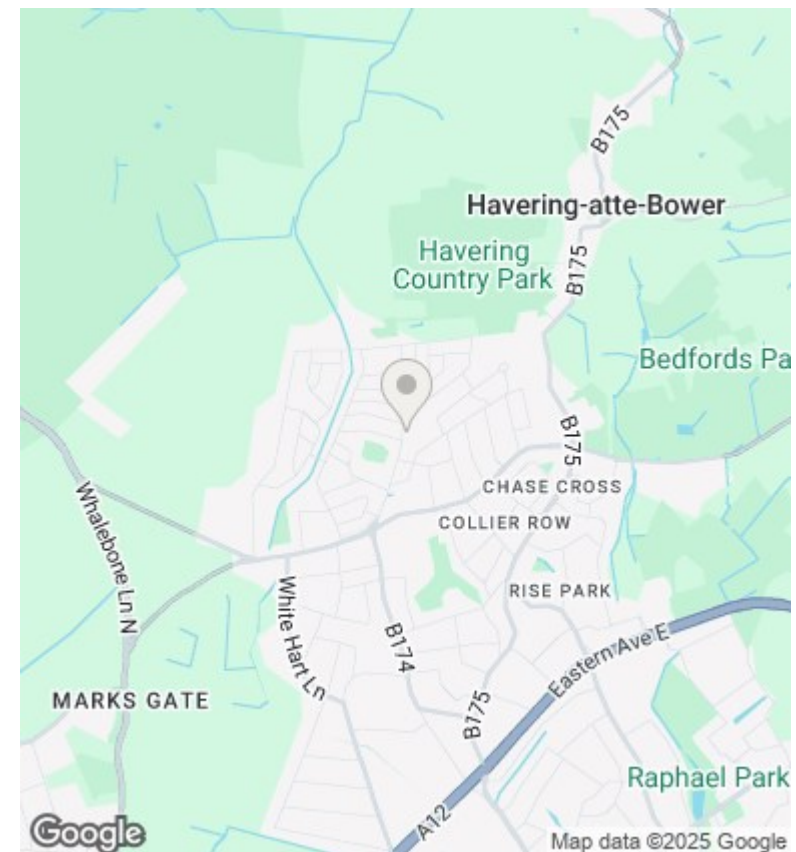 B175
Havering-atte-Bower
Havering
Country Park
B175
Bedfords Pa
B175
CHASE CROSS
COLLIER ROW
Whalebone Ln N
White Hart Ln
RISE PARK
B174
Eastern Ave E
MARKS GATE
B175
Raphael Park
A12
Google
Map data ©2025 Google